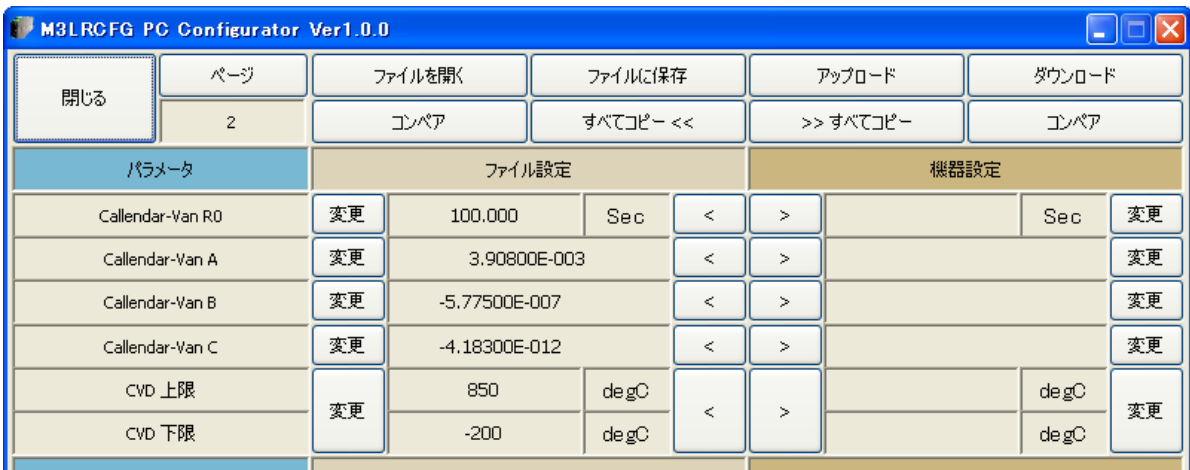 M3LRCFG PC Configurator Ver1.0.0
閉じる ページ ファイルを開く ファイルに保存 アップロード ダウンロード
2 コンペア すべてコピー << >> すべてコピー コンペア
パラメータ ファイル設定 機器設定
Callendar-Van R0 変更 100.000 Sec < > Sec 変更
Callendar-Van A 変更 3.90800E-003 < > 変更
Callendar-Van B 変更 -5.77500E-007 < > 変更
Callendar-Van C 変更 -4.18300E-012 < > 変更
CVD 上限 変更 850 degC < > degC 変更
CVD 下限 -200 degC degC